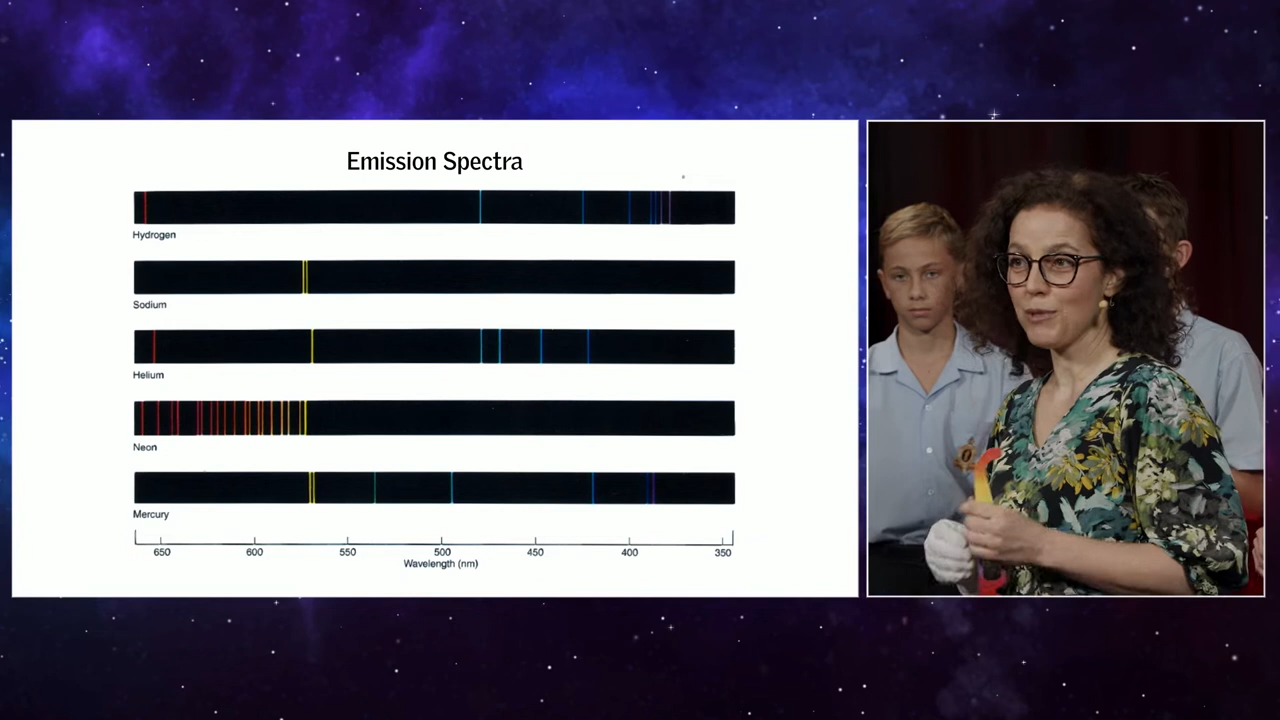 Emission Spectra
Hydrogen
Sodium
Helium
Neon
Mercury
650 600 550 500 450 400 350
Wavelength (nm)